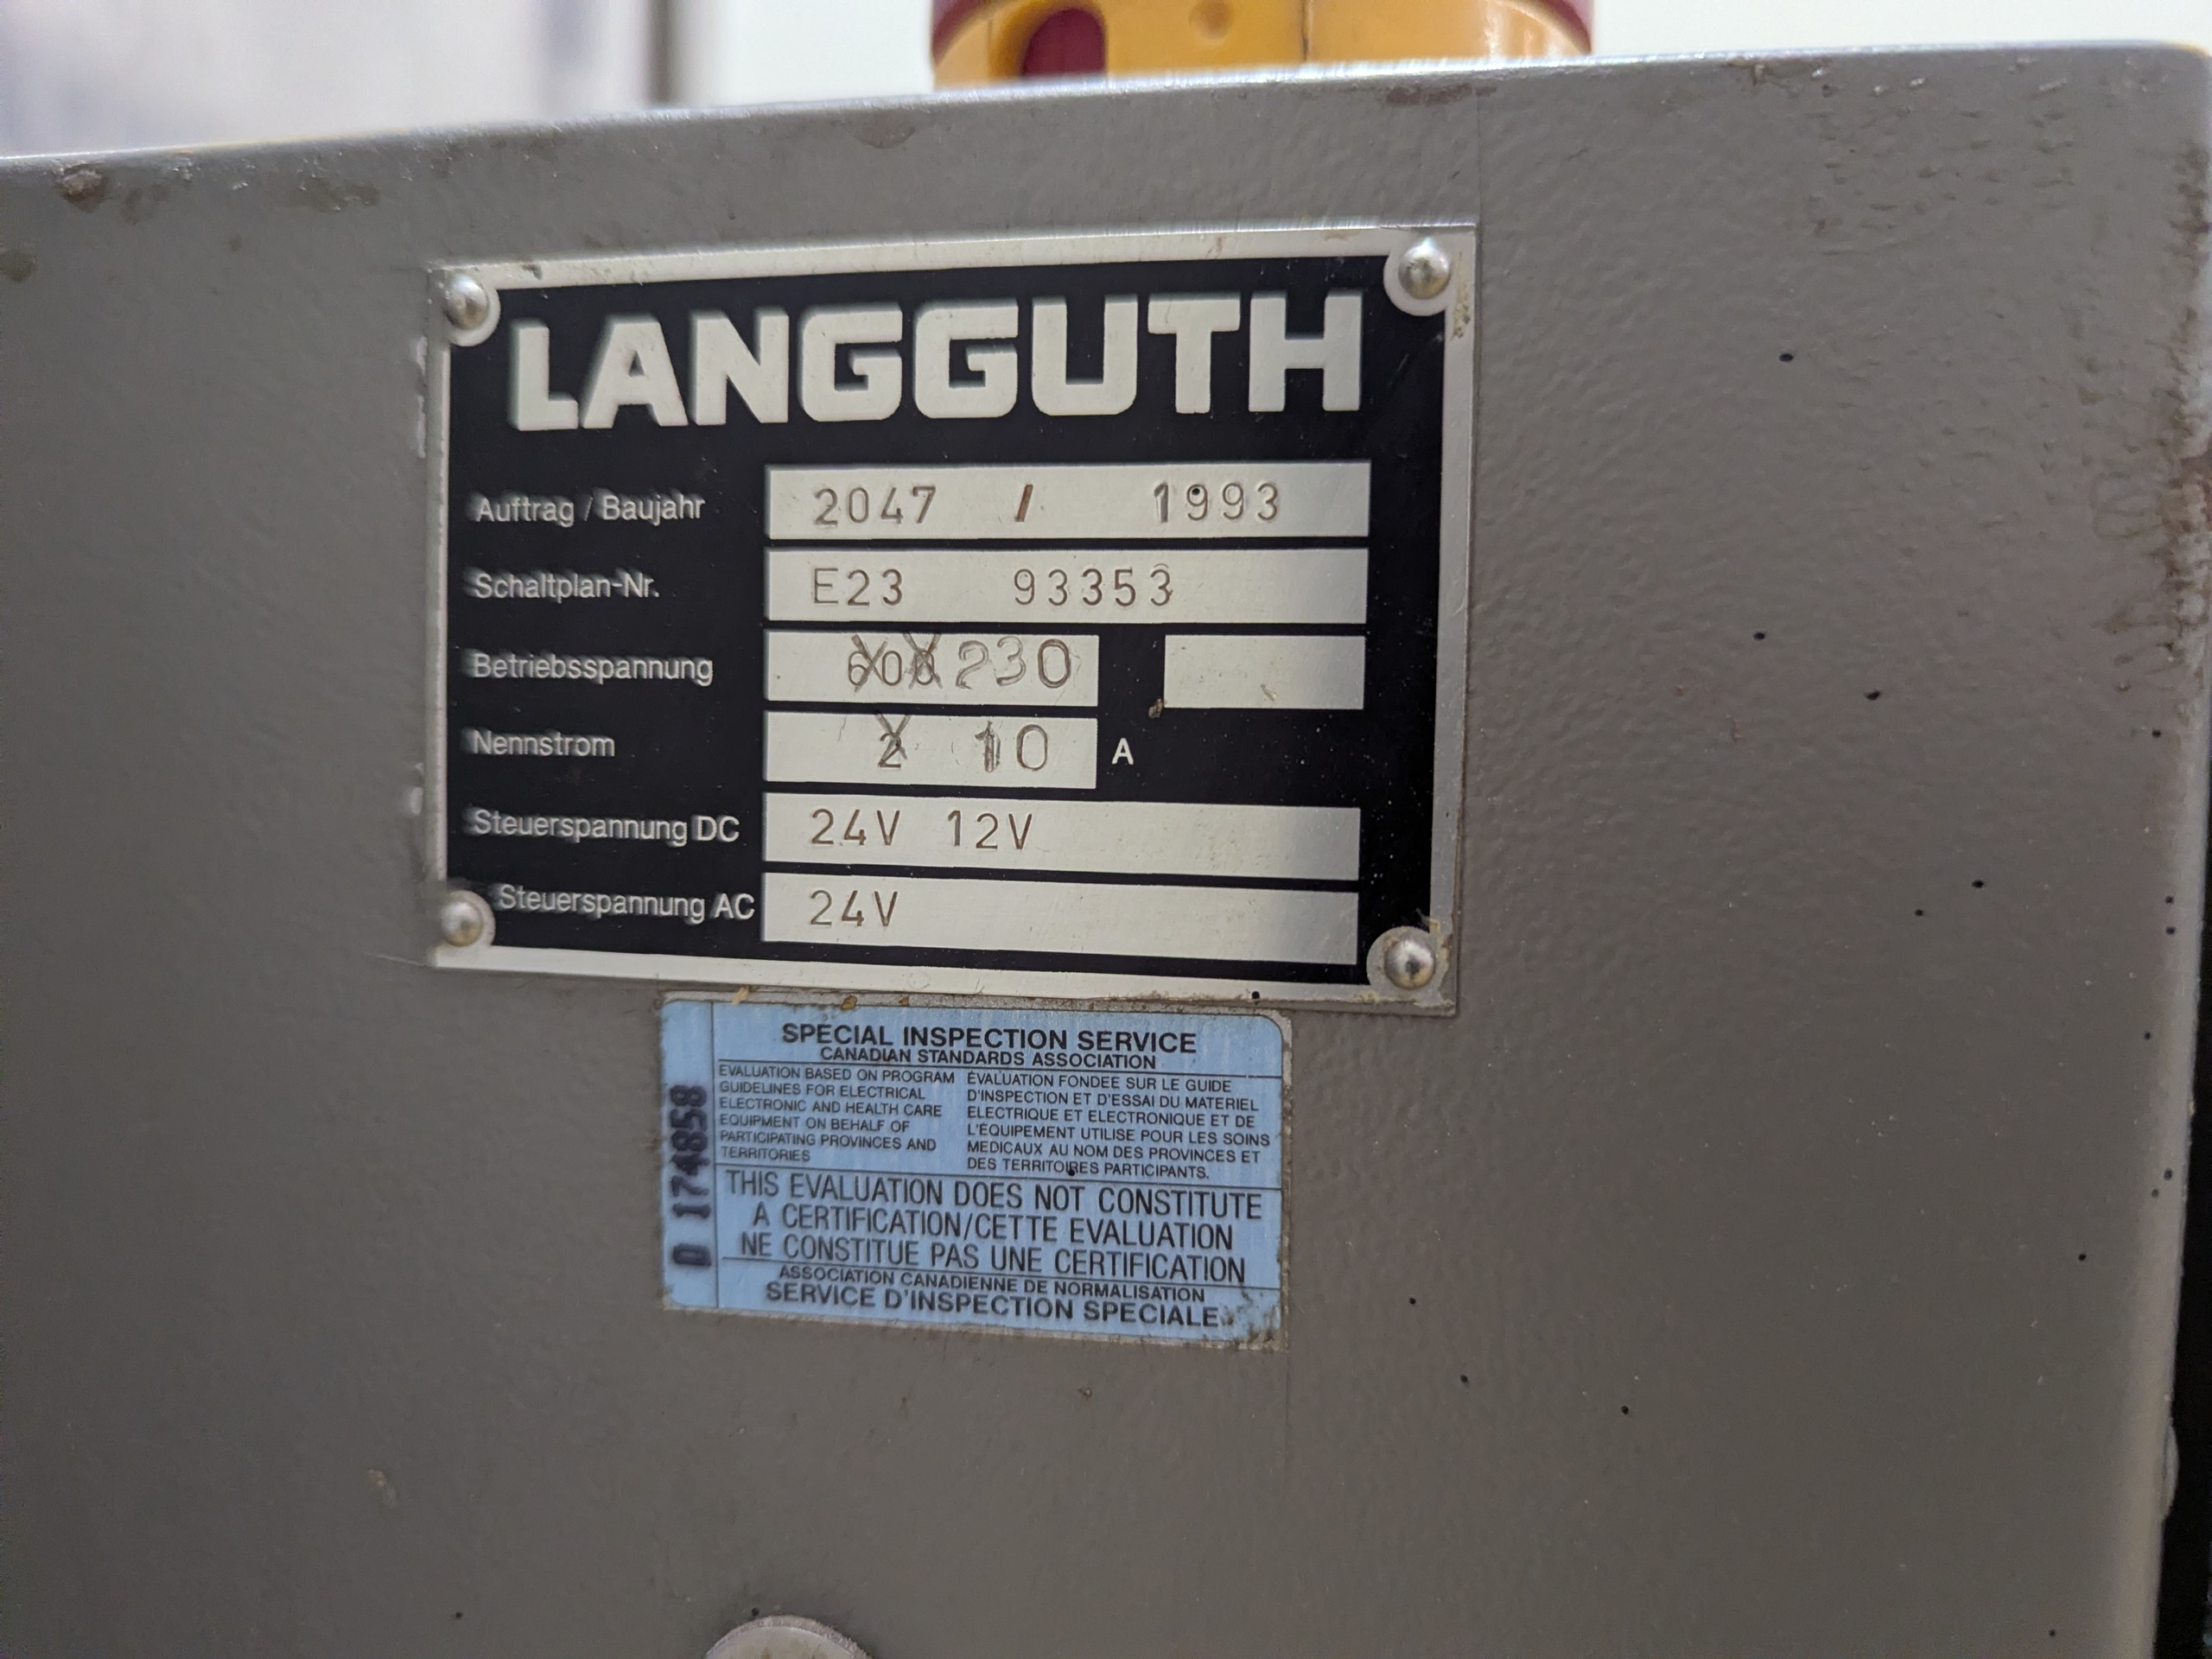 LANGGUTH
Auftrag / Baujahr 2047 / 1993
Schaltplan-Nr. E23 93353
Betriebsspannung 600 230
Nennstrom 2 10 A
Steuerspannung DC 24V 12V
Steuerspannung AC 24V
SPECIAL INSPECTION SERVICE
CANADIAN STANDARDS ASSOCIATION
EVALUATION BASED ON PROGRAM
GUIDELINES FOR ELECTRICAL
ELECTRONIC AND HEALTH CARE
EQUIPMENT ON BEHALF OF
PARTICIPATING PROVINCES AND
TERRITORIES
ÉVALUATION FONDEE SUR LE GUIDE
D'INSPECTION ET D'ESSAI DU MATERIEL
ELECTRIQUE ET ELECTRONIQUE ET DE
L'ÉQUIPEMENT UTILISE POUR LES SOINS
MEDICAUX AU NOM DES PROVINCES ET
DES TERRITOIRES PARTICIPANTS.
0 174858
THIS EVALUATION DOES NOT CONSTITUTE
A CERTIFICATION/CETTE EVALUATION
NE CONSTITUE PAS UNE CERTIFICATION
ASSOCIATION CANADIENNE DE NORMALISATION
SERVICE D'INSPECTION SPECIALE